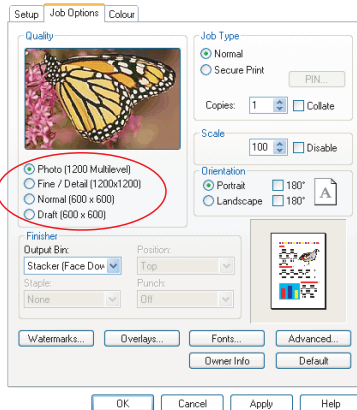 Setup Job Options Colour
Quality
Photo (1200 Multilevel)
Fine / Detail (1200x1200)
Normal (600 x 600)
Draft (600 x 600)
Job Type
Normal
Secure Print
PIN...
Copies: 1 Collate
Scale
100 Disable
Orientation
Portrait 180°
Landscape 180°
A
Finisher
Output Bin: Position:
Stacker (Face Dow Top
Staple: Punch:
None Off
Watermarks... Overlays... Fonts... Advanced...
Owner Info Default
OK Cancel Apply Help